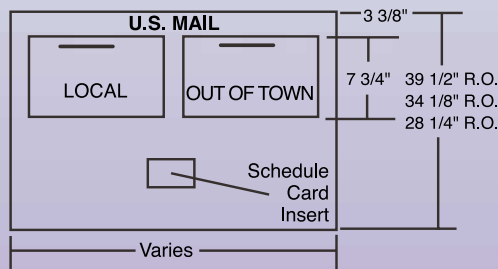 U.S. MAIL
3 3/8"
LOCAL
OUT OF TOWN
7 3/4"
39 1/2" R.O.
34 1/8" R.O.
28 1/4" R.O.
Schedule
Card
Insert
Varies